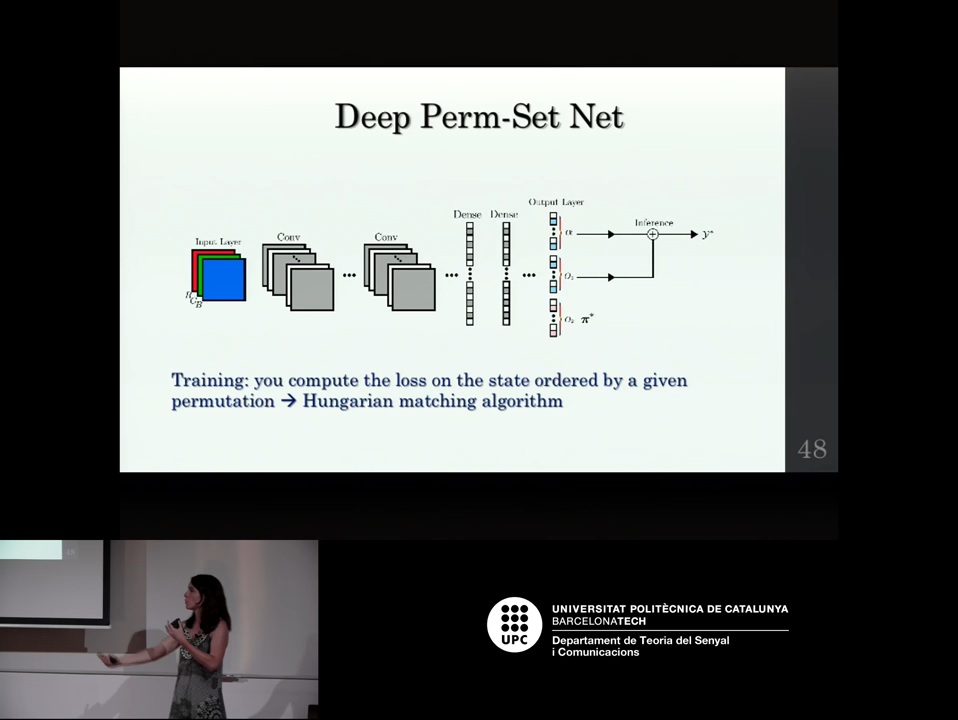 Deep Perm-Set Net
Output Layer
Dense Dense
Inference
Input Layer
Conv
Conv
α
y*
O₁
R
G
B
O₂ π*
Training: you compute the loss on the state ordered by a given
permutation → Hungarian matching algorithm
48
UNIVERSITAT POLITÈCNICA DE CATALUNYA
BARCELONATECH
UPC
Departament de Teoria del Senyal
i Comunicacions